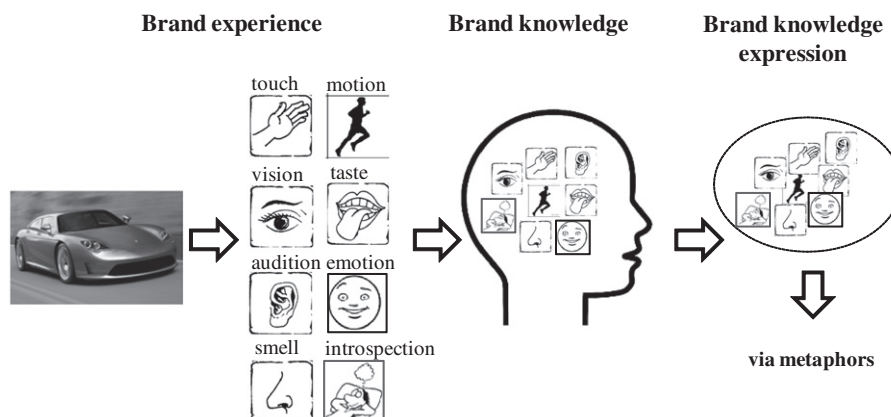 Brand experience
Brand knowledge
Brand knowledge
expression
touch motion
vision taste
audition emotion
smell introspection
via metaphors